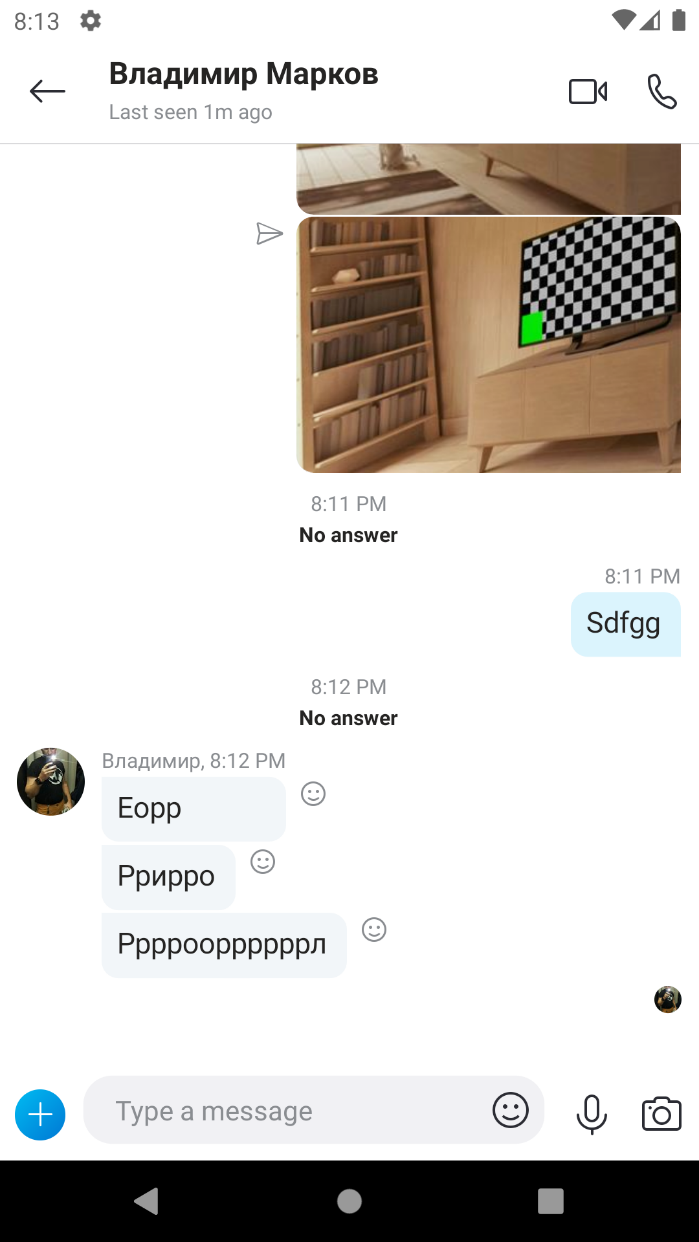 8:13
Владимир Марков
Last seen 1m ago
8:11 PM
No answer
8:11 PM
Sdfgg
8:12 PM
No answer
Владимир, 8:12 PM
Еорр
Ррирро
Ррррооррррррл
Type a message